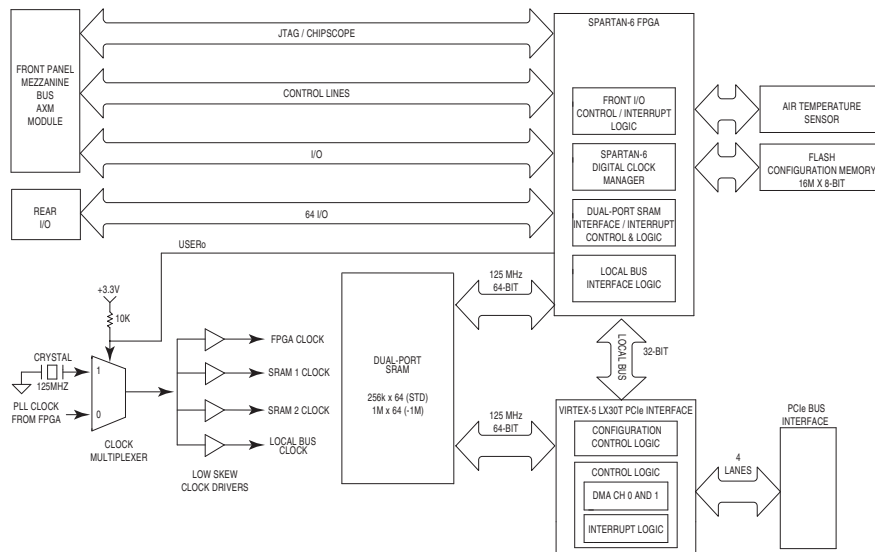 JTAG / CHIPSCOPE
SPARTAN-6 FPGA
FRONT PANEL
MEZZANINE
BUS
AXM
MODULE
CONTROL LINES
FRONT I/O
CONTROL / INTERRUPT
LOGIC
AIR TEMPERATURE
SENSOR
I/O
SPARTAN-6
DIGITAL CLOCK
MANAGER
FLASH
CONFIGURATION MEMORY
16M X 8-BIT
REAR
I/O
64 I/O
DUAL-PORT SRAM
INTERFACE / INTERRUPT
CONTROL & LOGIC
USERo
LOCAL BUS
INTERFACE LOGIC
+3.3V
10K
125 MHz
64-BIT
CRYSTAL
125MHZ
1
0
PLL CLOCK
FROM FPGA
CLOCK
MULTIPLEXER
FPGA CLOCK
SRAM 1 CLOCK
SRAM 2 CLOCK
LOCAL BUS
CLOCK
LOW SKEW
CLOCK DRIVERS
DUAL-PORT
SRAM
256k x 64 (STD)
1M x 64 (-1M)
LOCAL BUS
32-BIT
125 MHz
64-BIT
VIRTEX-5 LX30T PCIe INTERFACE
CONFIGURATION
CONTROL LOGIC
CONTROL LOGIC
DMA CH 0 AND 1
INTERRUPT LOGIC
4
LANES
PCIe BUS
INTERFACE